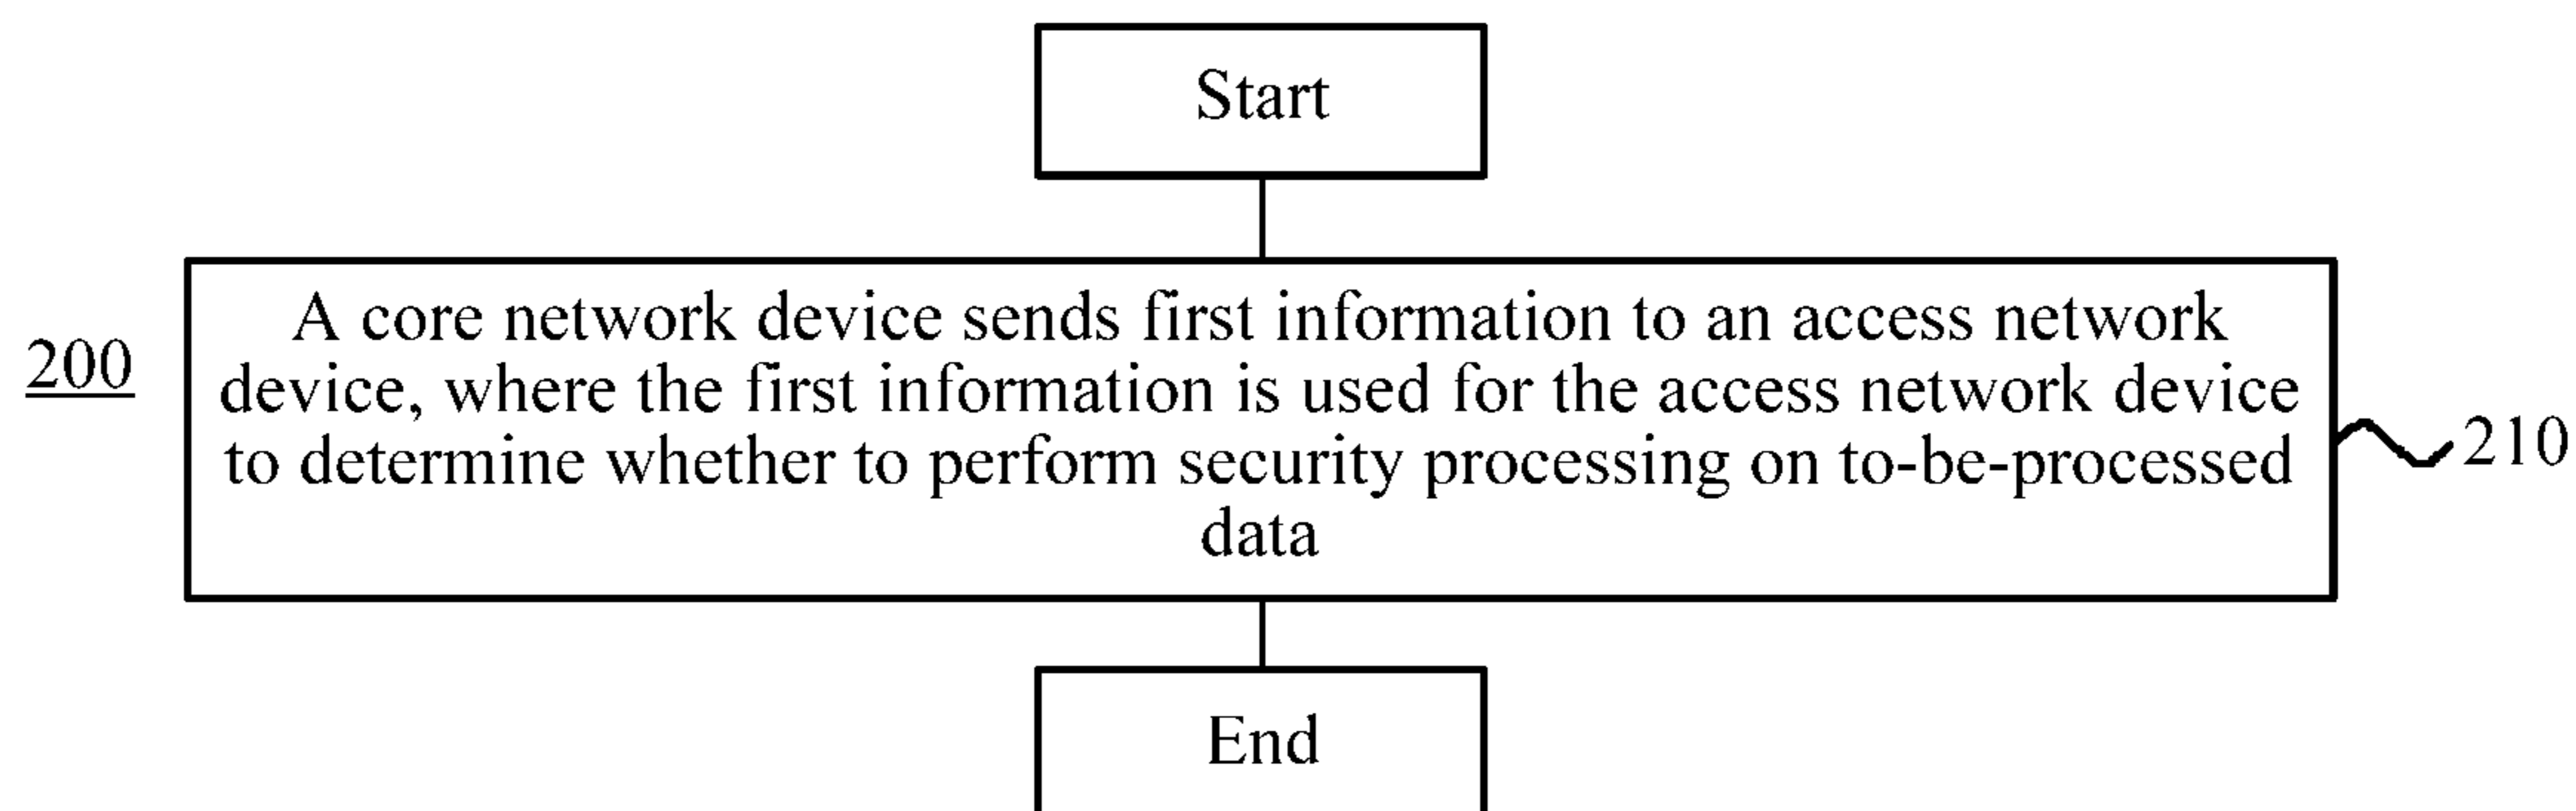 Start
A core network device sends first information to an access network
device, where the first information is used for the access network device
to determine whether to perform security processing on to-be-processed
data
200
210
End